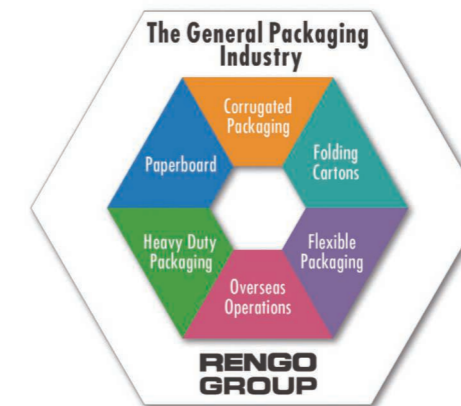 The General Packaging
Industry
Corrugated
Packaging
Paperboard
Folding
Cartons
Heavy Duty
Packaging
Flexible
Packaging
Overseas
Operations
RENGO
GROUP